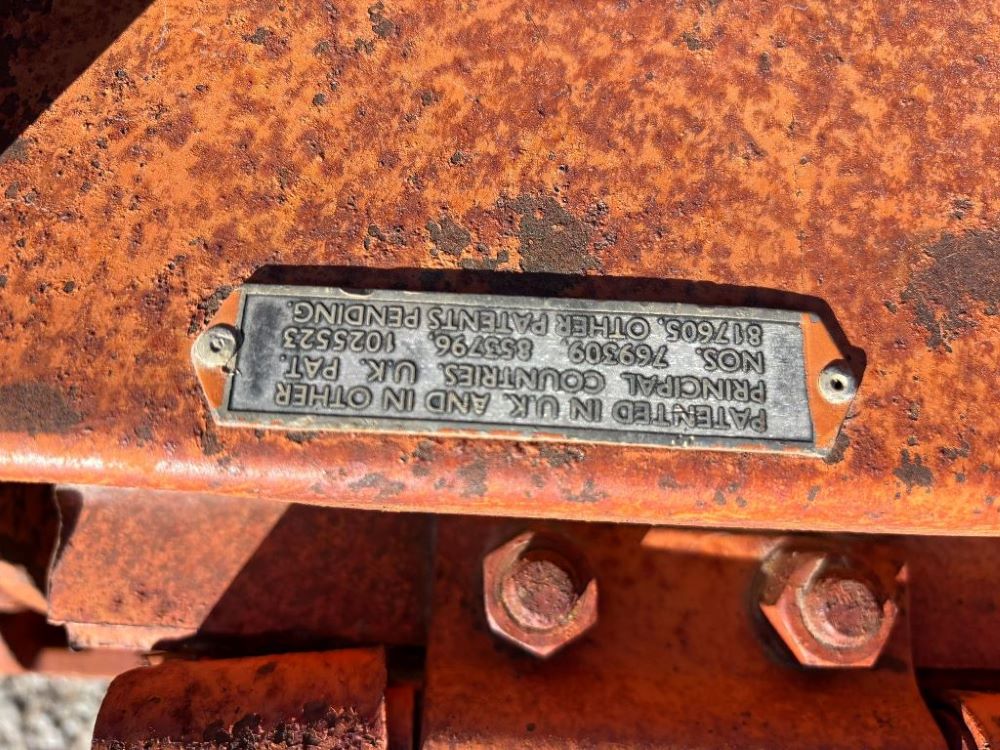 PATENTED IN U.K. AND IN OTHER
PRINCIPAL COUNTRIES. U.K. PAT.
NOS. 769309, 853796, 1025523
817605. OTHER PATENTS PENDING.